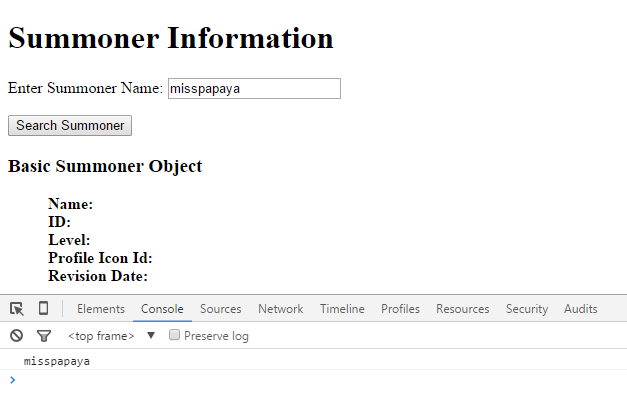 Summoner Information
Enter Summoner Name: misspapaya
Search Summoner
Basic Summoner Object
Name:
ID:
Level:
Profile Icon Id:
Revision Date:
Elements Console Sources Network Timeline Profiles Resources Security Audits
<top frame> ▼ Preserve log
misspapaya
>